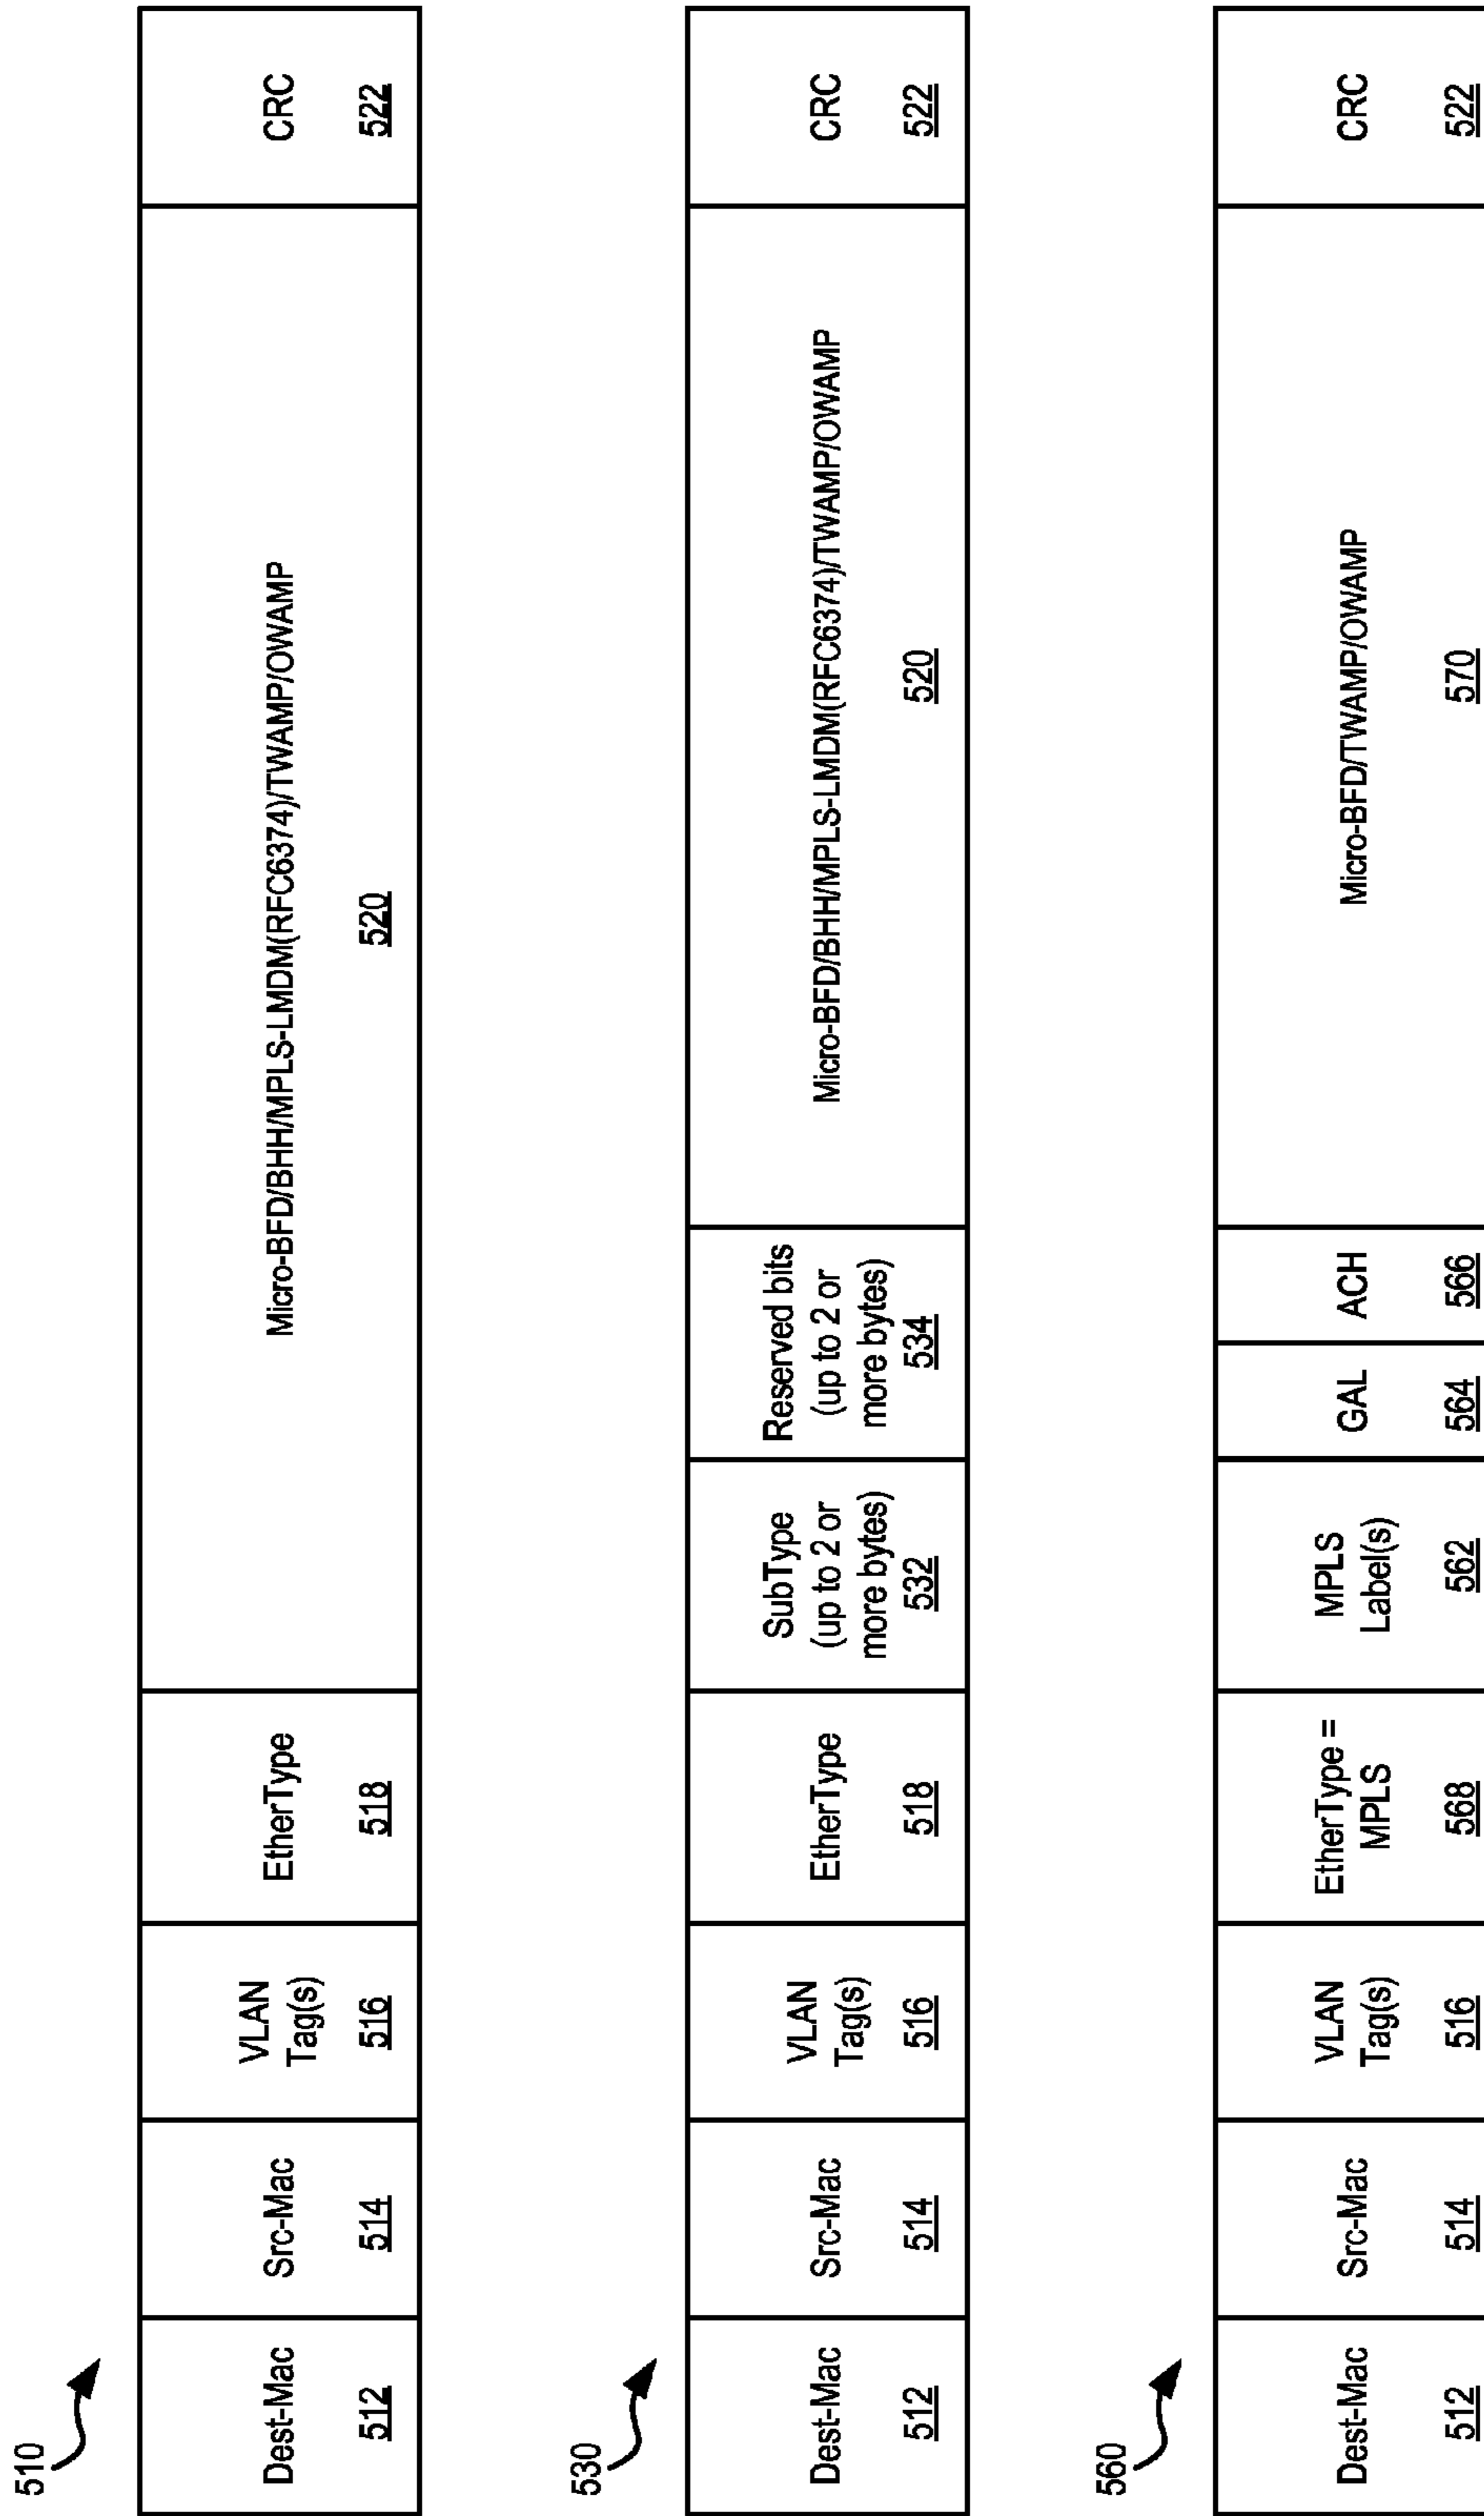 510
Dest-Mac
512
Src-Mac
514
VLAN
Tag(s)
516
EtherType
518
Micro-BFD/BHH/MPLS-LMDM(RFC6374)/TWAMP/OWAMP
520
CRC
522
530
Dest-Mac
512
Src-Mac
514
VLAN
Tag(s)
516
EtherType
518
SubType
(up to 2 or
more bytes)
532
Reserved bits
(up to 2 or
more bytes)
534
Micro-BFD/BHH/MPLS-LMDM(RFC6374)/TWAMP/OWAMP
520
CRC
522
560
Dest-Mac
512
Src-Mac
514
VLAN
Tag(s)
516
EtherType =
MPLS
568
MPLS
Label(s)
562
GAL
564
ACH
566
Micro-BFD/TWAMP/OWAMP
570
CRC
522